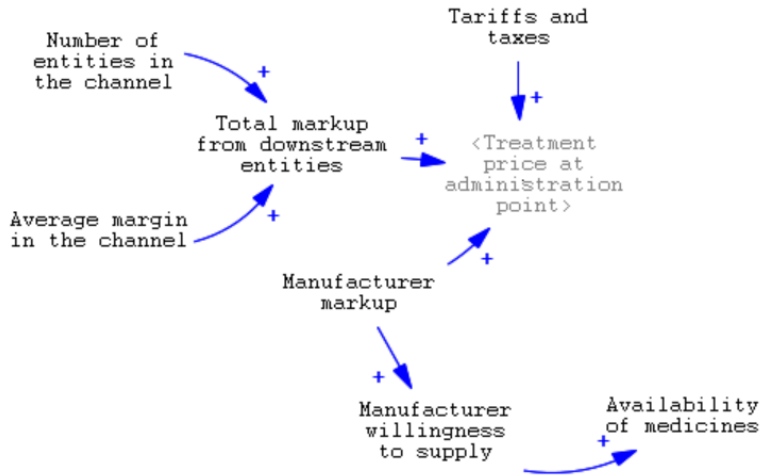 Tariffs and
taxes
Number of
entities in
the channel
+
+
Total markup
from downstream
entities
+
<Treatment
price at
administration
point>
Average margin
in the channel
+
+
Manufacturer
markup
+
Manufacturer
willingness
to supply
Availability
of medicines
+